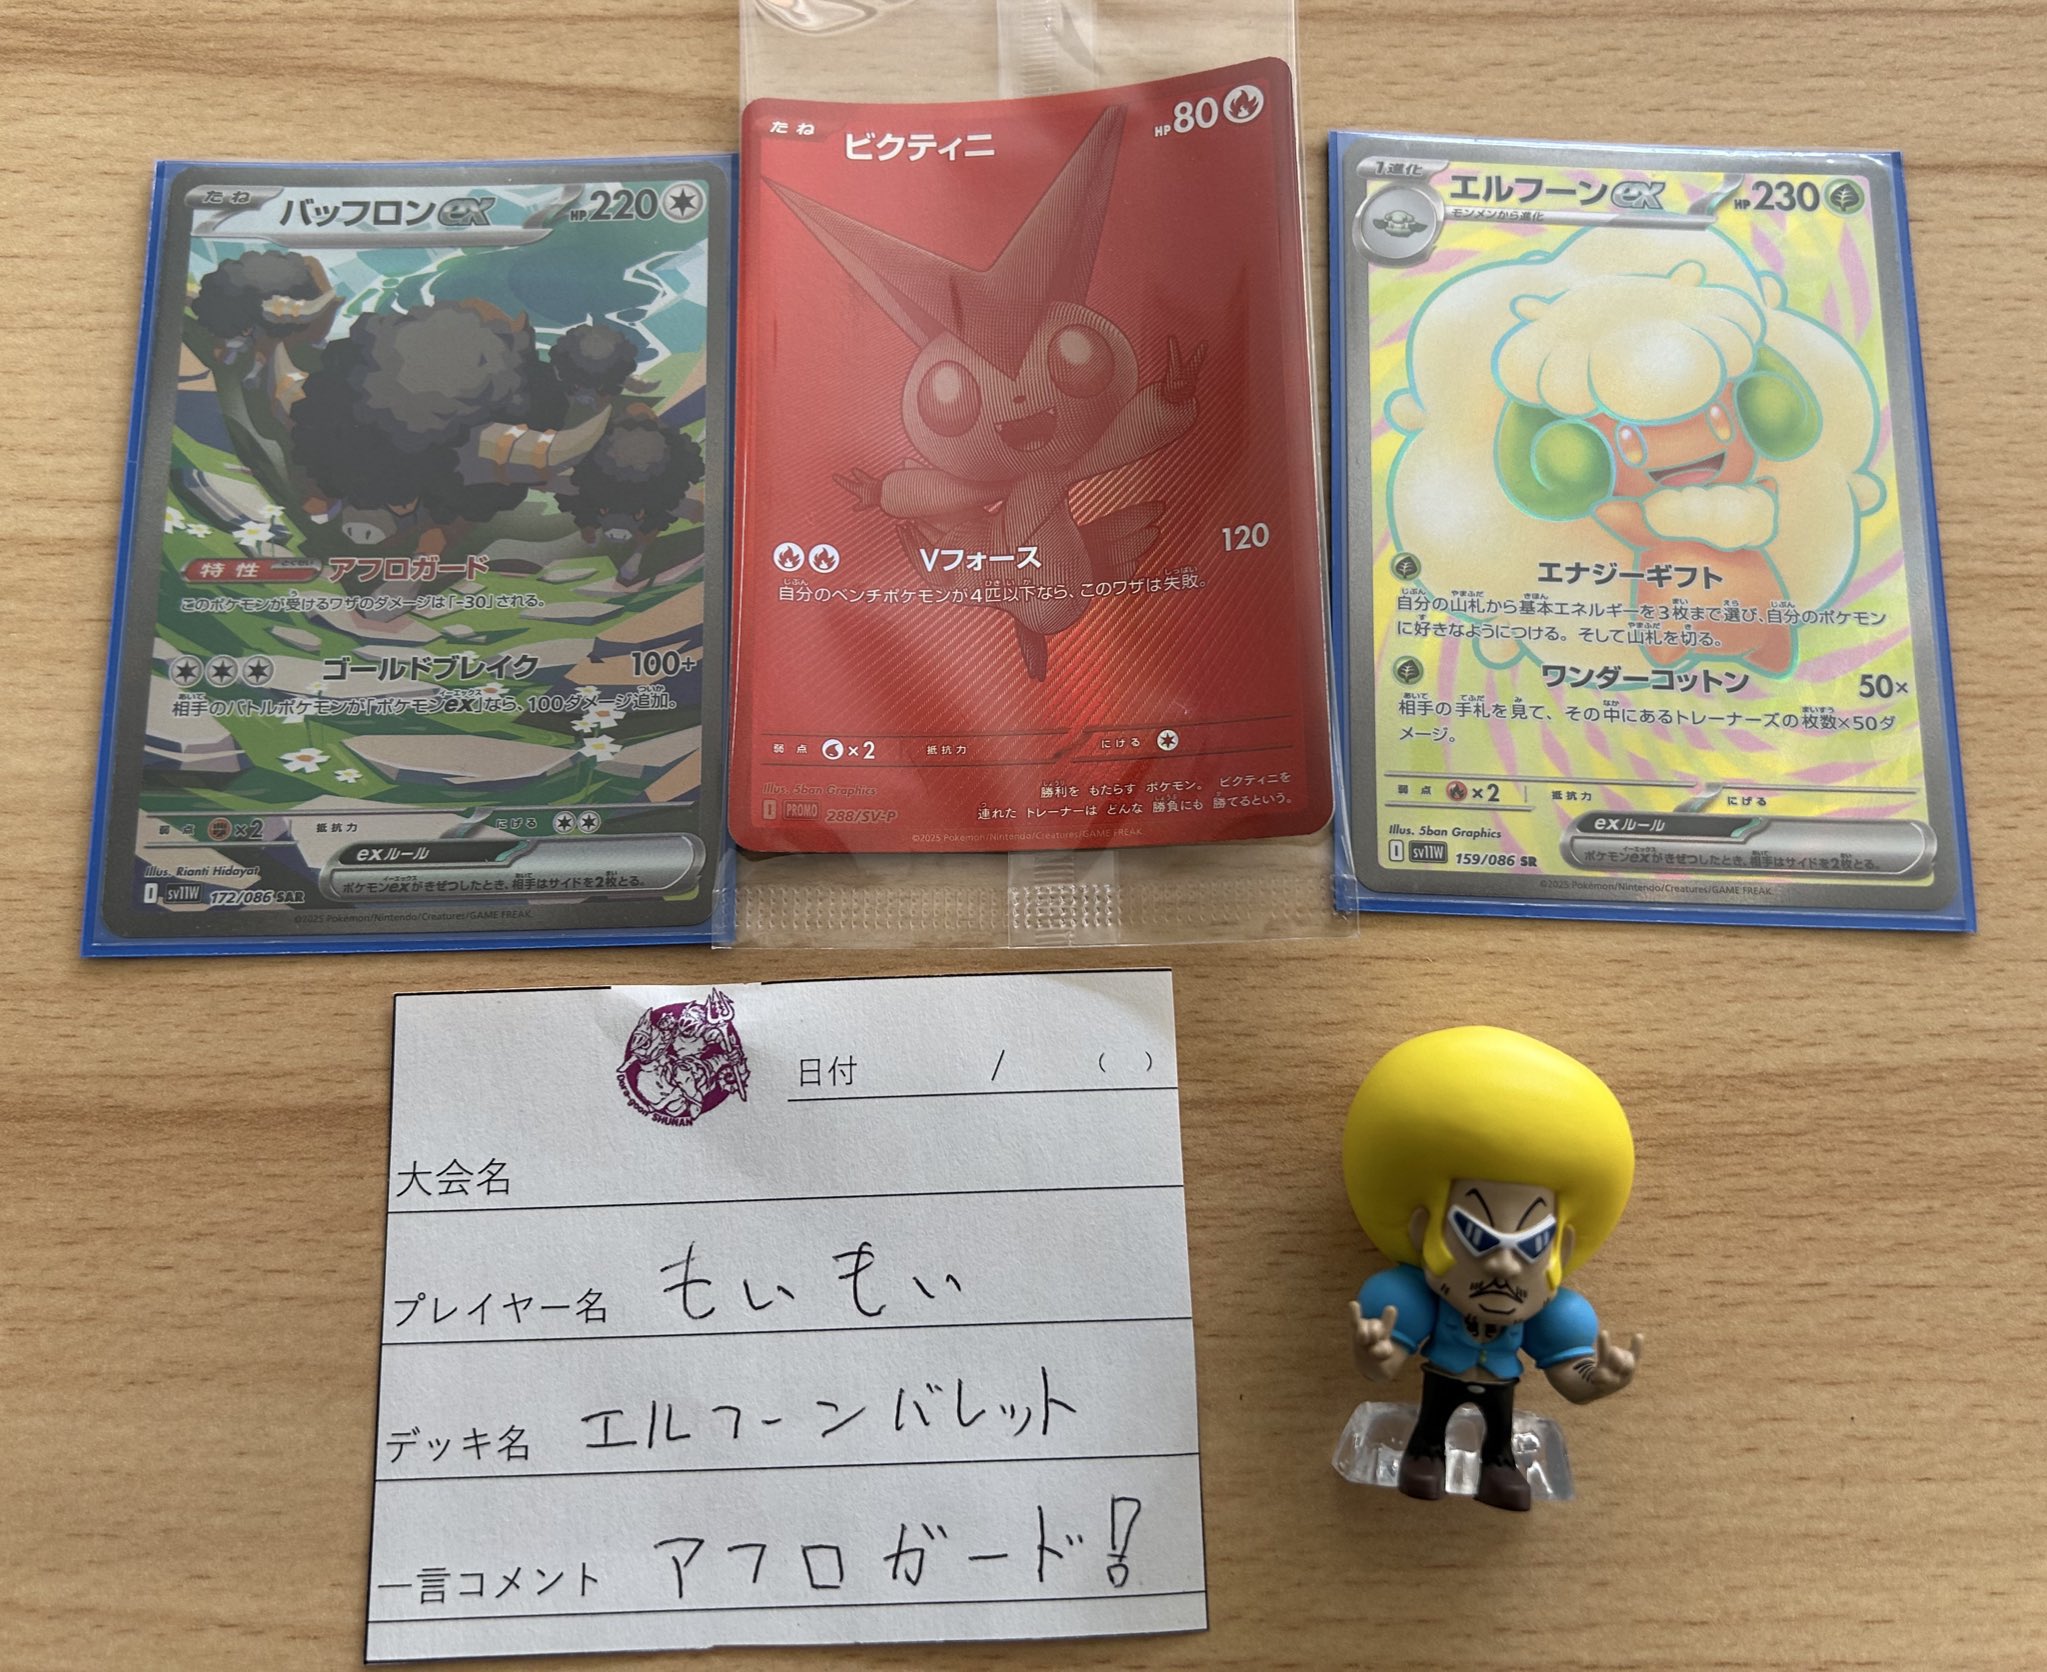 たね
バッフロンex
HP220
特性
アフロガード
このポケモンが受けるワザのダメージは「-30」される。
ゴールドブレイク 100+
相手のバトルポケモンが「ポケモンex」なら、100ダメージ追加。
弱点 ×2 抵抗力 にげる
exルール
ポケモンexがきぜつしたとき、相手はサイドを2枚とる。
Illus. Rianti Hidayat
sv11W 172/086 SAR
©2025 Pokémon/Nintendo/Creatures/GAME FREAK.
たね
ビクティニ
HP80
Vフォース 120
自分のベンチポケモンが4匹以下なら、このワザは失敗。
弱点 ×2 抵抗力 にげる
Illus. 5ban Graphics
I PROMO 288/SV-P
勝利を もたらす ポケモン。 ビクティニを
連れた トレーナーは どんな 勝負にも 勝てるという。
©2025 Pokémon/Nintendo/Creatures/GAME FREAK.
1進化
エルフーンex
モンメンから進化
HP230
エナジーギフト
自分の山札から基本エネルギーを3枚まで選び、自分のポケモン
に好きなようにつける。そして山札を切る。
ワンダーコットン 50×
相手の手札を見て、その中にあるトレーナーズの枚数×50ダ
メージ。
弱点 ×2 抵抗力 にげる
exルール
ポケモンexがきぜつしたとき、相手はサイドを2枚とる。
Illus. 5ban Graphics
sv11W 159/086 SR
©2025 Pokémon/Nintendo/Creatures/GAME FREAK.
Dora-goon SHUNAN
日付 / ( )
大会名
プレイヤー名 もぃもぃ
デッキ名 エルフーンバレット
一言コメント アフロガード!